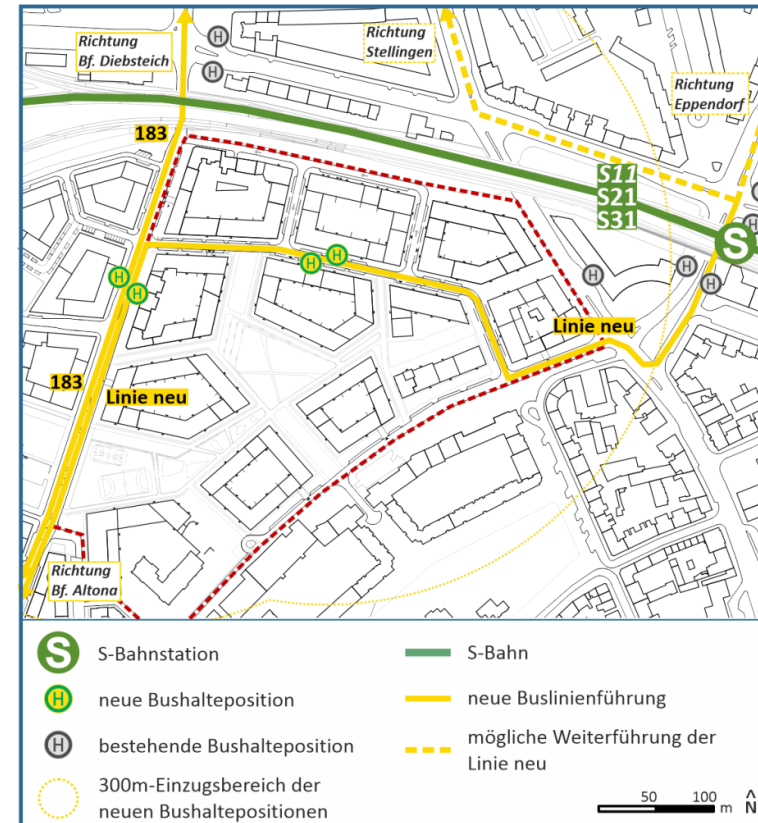 Richtung
Bf. Diebsteich
H
H
Richtung
Stellingen
Richtung
Eppendorf
183
S11
S21
S31
H
S
H
H
H
H
H
H
H
Linie neu
183
Linie neu
Richtung
Bf. Altona
S S-Bahnstation
S-Bahn
H neue Bushalteposition
neue Buslinienführung
H bestehende Bushalteposition
mögliche Weiterführung der
Linie neu
300m-Einzugsbereich der
neuen Bushaltepositionen
50 100 m N